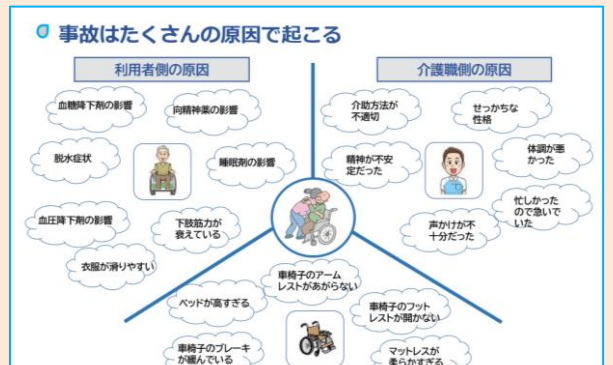 事故はたくさんの原因で起こる
利用者側の原因
介護職側の原因
血糖降下剤の影響
向精神薬の影響
脱水症状
睡眠剤の影響
血圧降下剤の影響
下肢筋力が
衰えている
衣服が滑りやすい
介助方法が
不適切
せっかちな
性格
精神が不安
定だった
体調が悪
かった
忙しかった
ので急いで
いた
声かけが不
十分だった
車椅子のアーム
レストがあがらない
ベッドが高すぎる
車椅子のフット
レストが開かない
車椅子のブレーキ
が緩んでいる
マットレスが
柔らかすぎる